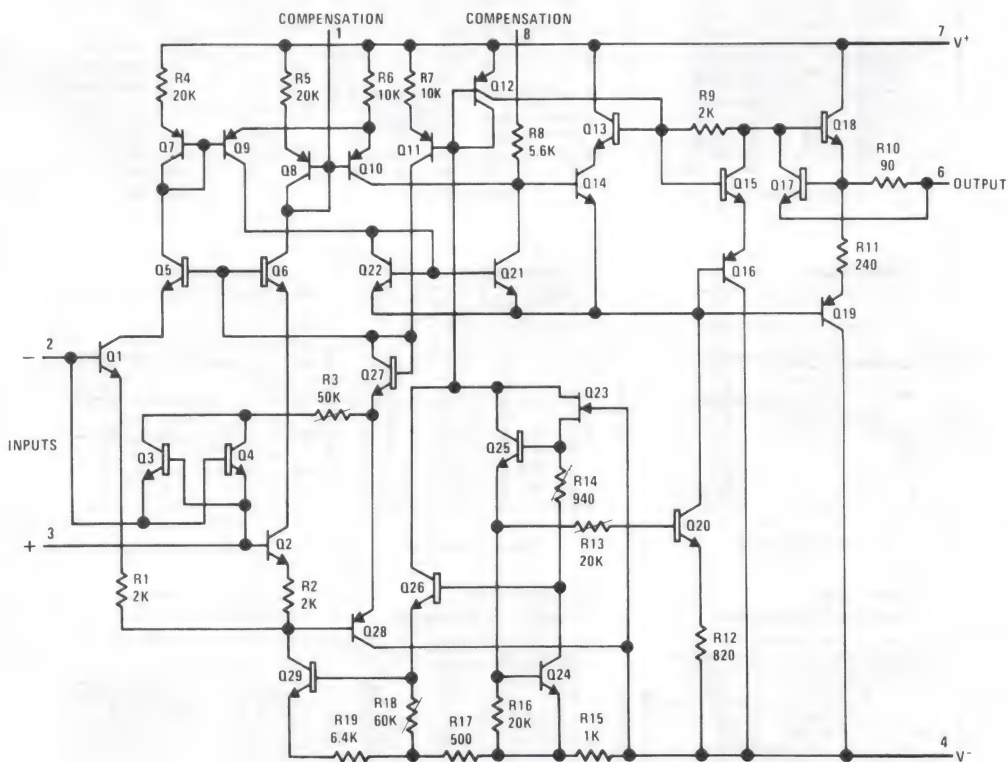 COMPENSATION
1
COMPENSATION
8
7
V+
R4
20K
R5
20K
R6
10K
R7
10K
Q12
R8
5.6K
Q13
R9
2K
Q18
R10
90
6
OUTPUT
Q7
Q9
Q8
Q10
Q11
Q14
Q15
Q17
Q5
Q6
Q22
Q21
Q16
R11
240
Q19
2
−
Q1
Q27
R3
50K
Q23
INPUTS
Q3
Q4
Q25
R14
940
3
+
Q2
R13
20K
Q20
R1
2K
R2
2K
Q26
Q28
R12
820
Q29
R18
60K
Q24
R19
6.4K
R17
500
R16
20K
R15
1K
4
V−